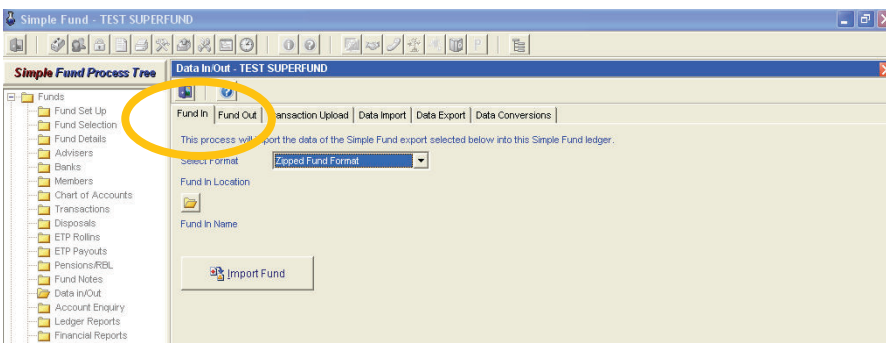 Simple Fund - TEST SUPERFUND
Simple Fund Process Tree
Data In/Out - TEST SUPERFUND
Funds
Fund Set Up
Fund Selection
Fund Details
Advisers
Banks
Members
Chart of Accounts
Transactions
Disposals
ETP Rollins
ETP Payouts
Pensions/RBL
Fund Notes
Data in/Out
Account Enquiry
Ledger Reports
Financial Reports
Fund In Fund Out ansaction Upload Data Import Data Export Data Conversions
This process will port the data of the Simple Fund export selected below into this Simple Fund ledger.
Select Format Zipped Fund Format
Fund In Location
Fund In Name
Import Fund